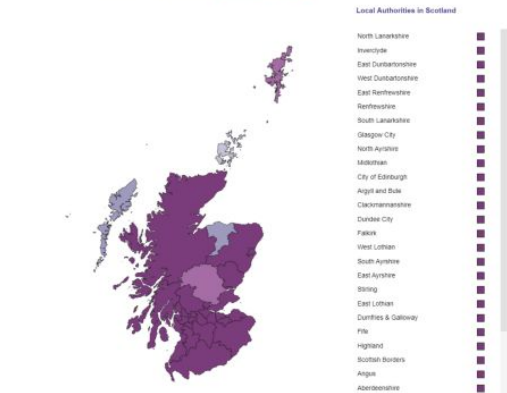 Local Authorities in Scotland
North Lanarkshire
Inverclyde
East Dunbartonshire
West Dunbartonshire
East Renfrewshire
Renfrewshire
South Lanarkshire
Glasgow City
North Ayrshire
Midlothian
City of Edinburgh
Argyll and Bute
Clackmannanshire
Dundee City
Falkirk
West Lothian
South Ayrshire
East Ayrshire
Stirling
East Lothian
Dumfries & Galloway
Fife
Highland
Scottish Borders
Angus
Aberdeenshire